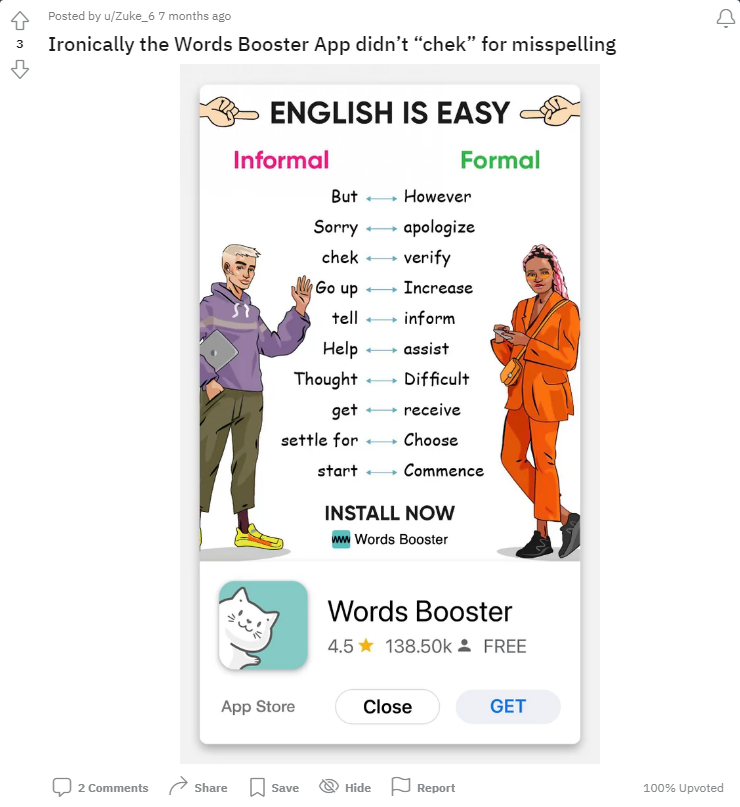 Posted by u/Zuke_6 7 months ago
3
Ironically the Words Booster App didn't “chek” for misspelling
ENGLISH IS EASY
Informal Formal
But However
Sorry apologize
chek verify
Go up Increase
tell inform
Help assist
Thought Difficult
get receive
settle for Choose
start Commence
INSTALL NOW
Words Booster
Words Booster
4.5 138.50k FREE
App Store Close GET
2 Comments Share Save Hide Report 100% Upvoted